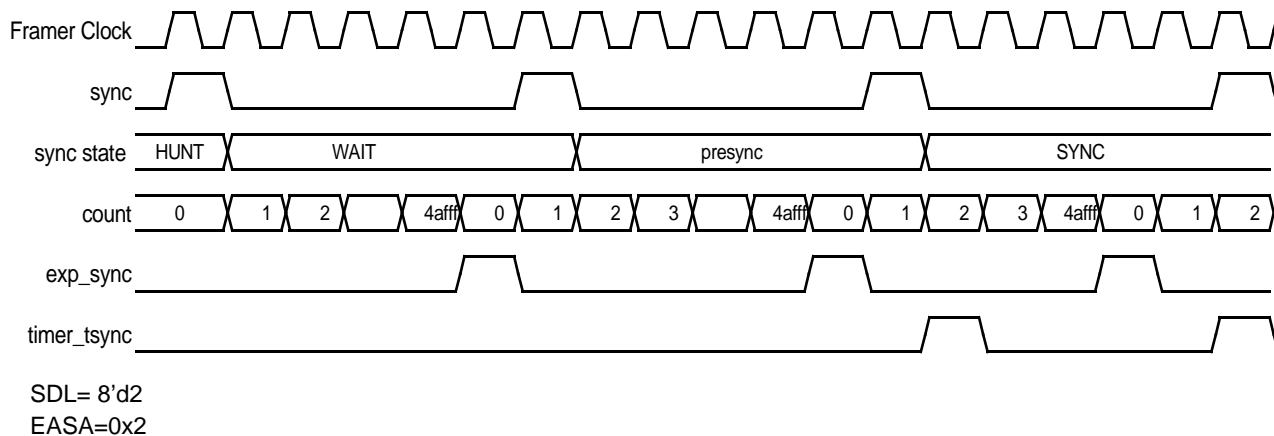 Framer Clock
sync
sync state HUNT WAIT presync SYNC
count 0 1 2 4afff 0 1 2 3 4afff 0 1 2 3 4afff 0 1 2
exp_sync
timer_tsync
SDL= 8’d2
EASA=0x2